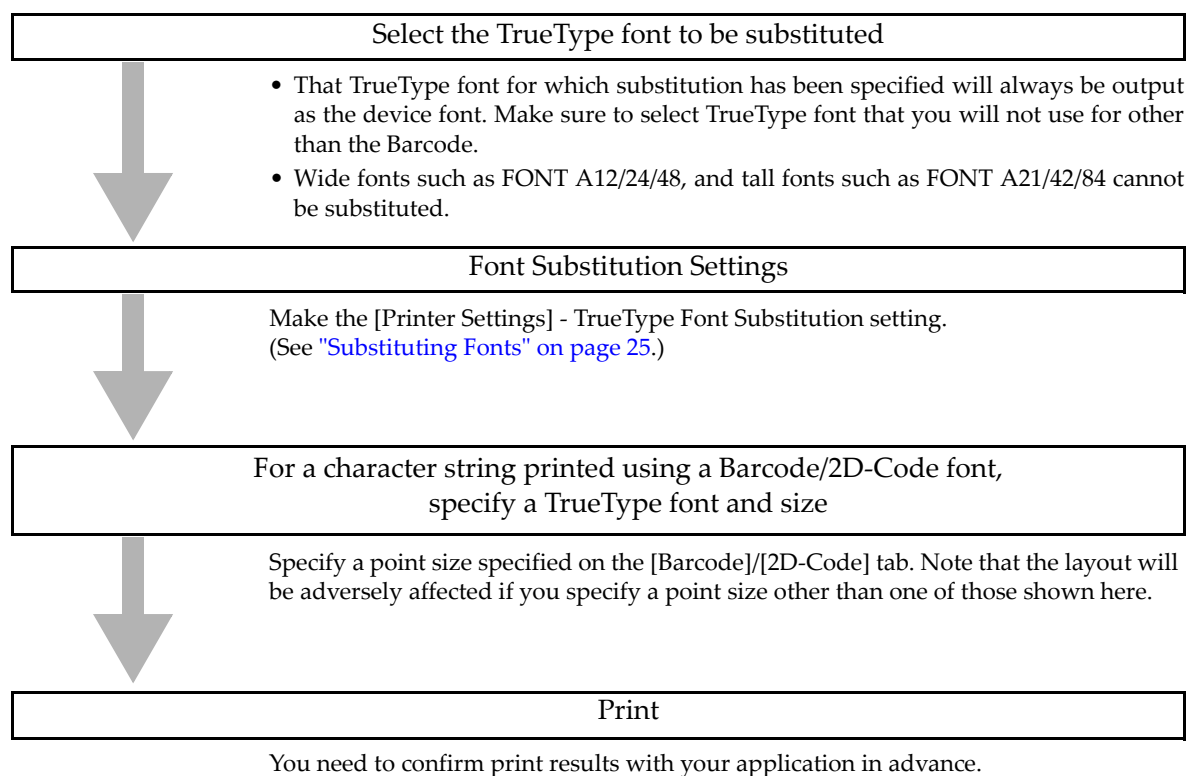 Select the TrueType font to be substituted
• That TrueType font for which substitution has been specified will always be output
as the device font. Make sure to select TrueType font that you will not use for other
than the Barcode.
• Wide fonts such as FONT A12/24/48, and tall fonts such as FONT A21/42/84 cannot
be substituted.
Font Substitution Settings
Make the [Printer Settings] - TrueType Font Substitution setting.
(See "Substituting Fonts" on page 25.)
For a character string printed using a Barcode/2D-Code font,
specify a TrueType font and size
Specify a point size specified on the [Barcode]/[2D-Code] tab. Note that the layout will
be adversely affected if you specify a point size other than one of those shown here.
Print
You need to confirm print results with your application in advance.